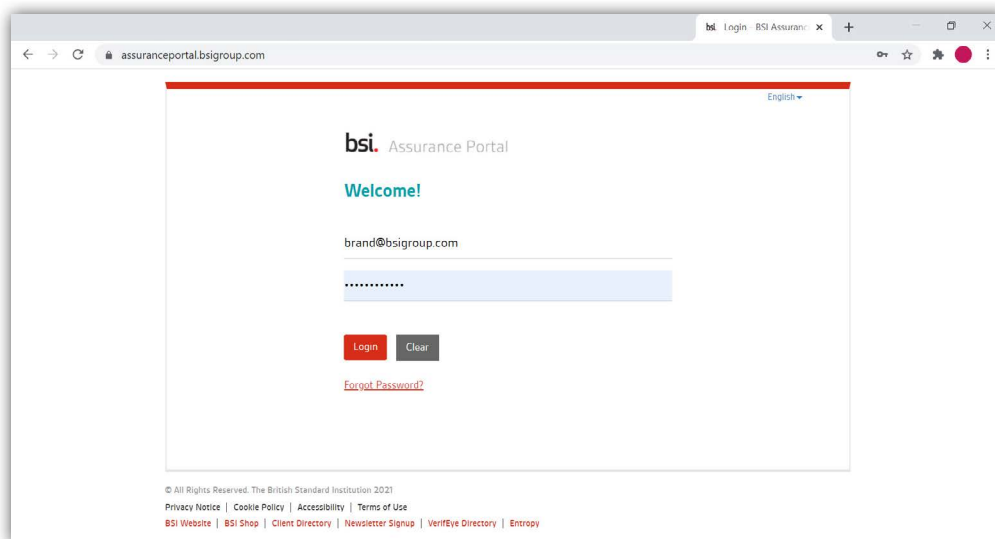 bsi. Login - BSI Assuranc
assuranceportal.bsigroup.com
English
bsi. Assurance Portal
Welcome!
brand@bsigroup.com
••••••••••••
Login Clear
Forgot Password?
© All Rights Reserved. The British Standard Institution 2021
Privacy Notice | Cookie Policy | Accessibility | Terms of Use
BSI Website | BSI Shop | Client Directory | Newsletter Signup | VerifEye Directory | Entropy